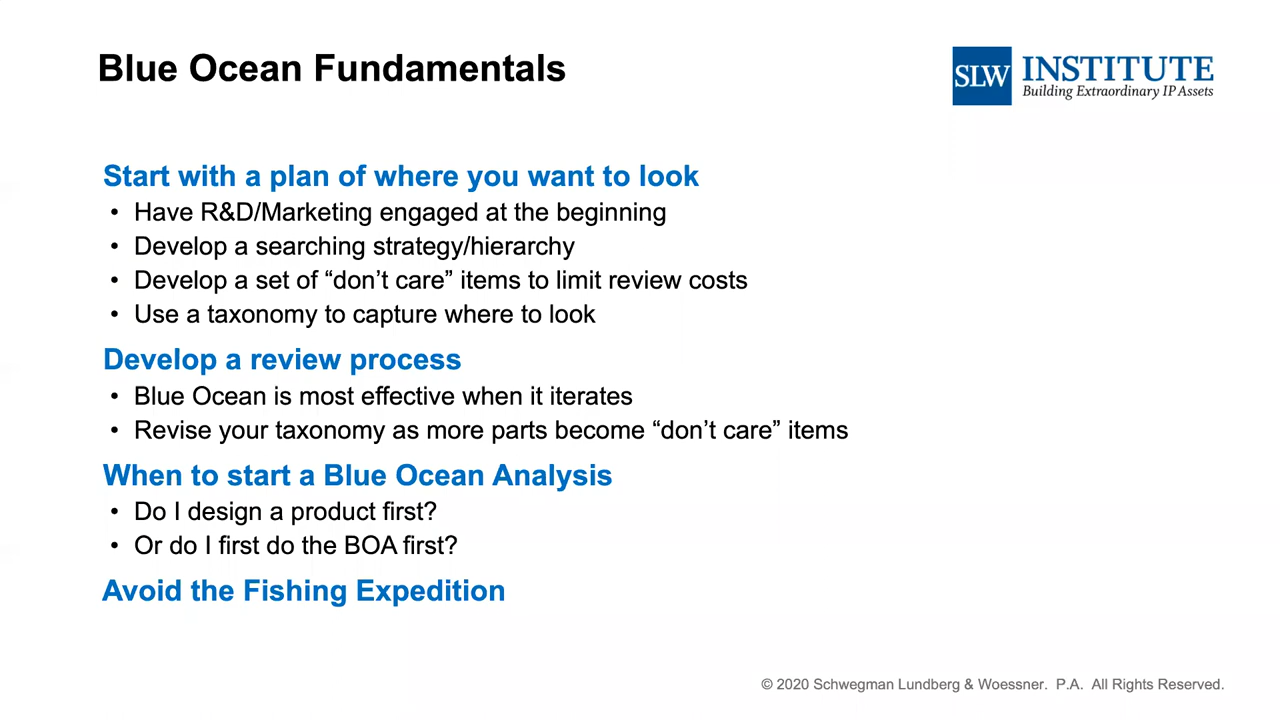 Blue Ocean Fundamentals
SLW INSTITUTE
Building Extraordinary IP Assets
Start with a plan of where you want to look
• Have R&D/Marketing engaged at the beginning
• Develop a searching strategy/hierarchy
• Develop a set of “don’t care” items to limit review costs
• Use a taxonomy to capture where to look
Develop a review process
• Blue Ocean is most effective when it iterates
• Revise your taxonomy as more parts become “don’t care” items
When to start a Blue Ocean Analysis
• Do I design a product first?
• Or do I first do the BOA first?
Avoid the Fishing Expedition
© 2020 Schwegman Lundberg & Woessner. P.A. All Rights Reserved.